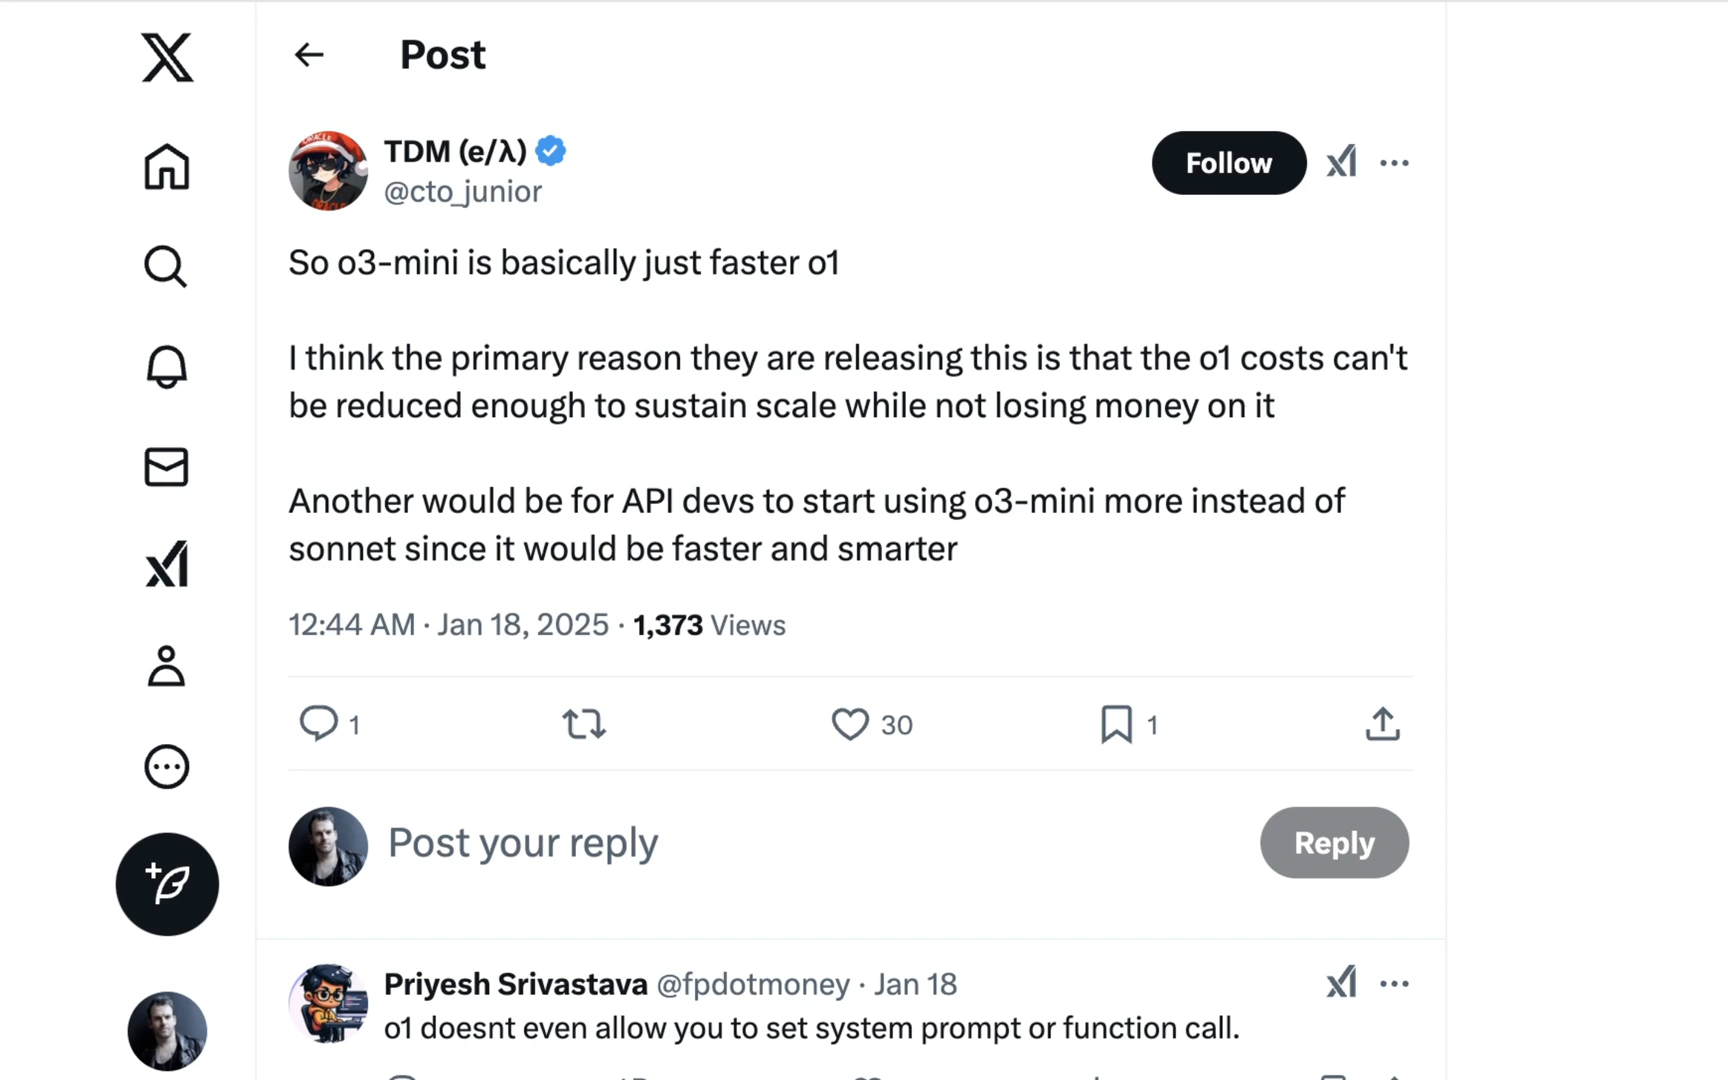 Post
TDM (e/λ)
@cto_junior
Follow
So o3-mini is basically just faster o1
I think the primary reason they are releasing this is that the o1 costs can't
be reduced enough to sustain scale while not losing money on it
Another would be for API devs to start using o3-mini more instead of
sonnet since it would be faster and smarter
12:44 AM · Jan 18, 2025 · 1,373 Views
1
30
1
Post your reply
Reply
Priyesh Srivastava @fpdotmoney · Jan 18
o1 doesnt even allow you to set system prompt or function call.